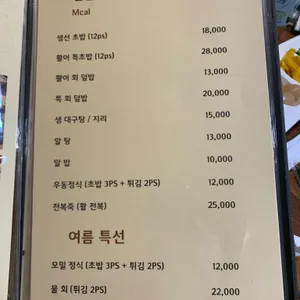 Mcal
생선 초밥 (12ps) 18,000
활어 특초밥 (12ps) 28,000
활어 회 덮밥 13,000
특 회 덮밥 20,000
생 대구탕 / 지리 15,000
알 탕 13,000
알 밥 10,000
우동정식 (초밥 3PS + 튀김 2PS) 12,000
전복죽 (활 전복) 25,000
여름 특선
모밀 정식 (초밥 3PS + 튀김 2PS) 12,000
물 회 (튀김 2PS) 22,000